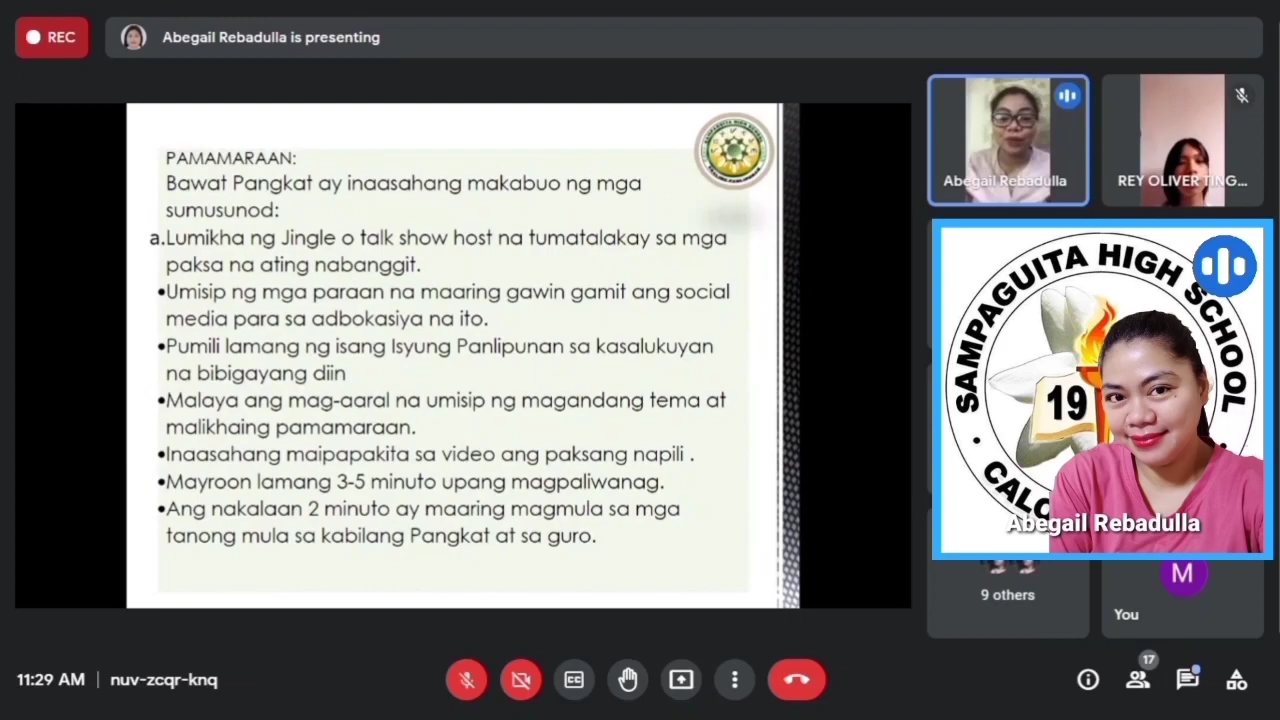 REC
Abegail Rebadulla is presenting
PAMAMARAAN:
Bawat Pangkat ay inaasahang makabuo ng mga
sumusunod:
a.Lumikha ng Jingle o talk show host na tumatalakay sa mga
paksa na ating nabanggit.
•Umisip ng mga paraan na maaring gawin gamit ang social
media para sa adbokasiya na ito.
•Pumili lamang ng isang Isyung Panlipunan sa kasalukuyan
na bibigayang diin
•Malaya ang mag-aaral na umisip ng magandang tema at
malikhaing pamamaraan.
•Inaasahang maipapakita sa video ang paksang napili .
•Mayroon lamang 3-5 minuto upang magpaliwanag.
•Ang nakalaan 2 minuto ay maaring magmula sa mga
tanong mula sa kabilang Pangkat at sa guro.
Abegail Rebadulla
REY OLIVER TING...
SAMPAGUITA HIGH SCHOOL
19
CALO
Abegail Rebadulla
9 others
M
You
11:29 AM | nuv-zcqr-knq
CC
17